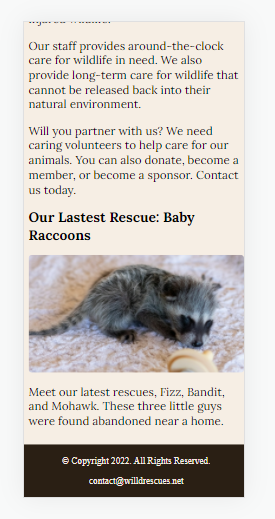 Our staff provides around-the-clock
care for wildlife in need. We also
provide long-term care for wildlife that
cannot be released back into their
natural environment.
Will you partner with us? We need
caring volunteers to help care for our
animals. You can also donate, become a
member, or become a sponsor. Contact
us today.
Our Lastest Rescue: Baby
Raccoons
Meet our latest rescues, Fizz, Bandit,
and Mohawk. These three little guys
were found abandoned near a home.
© Copyright 2022. All Rights Reserved.
contact@willdrescues.net